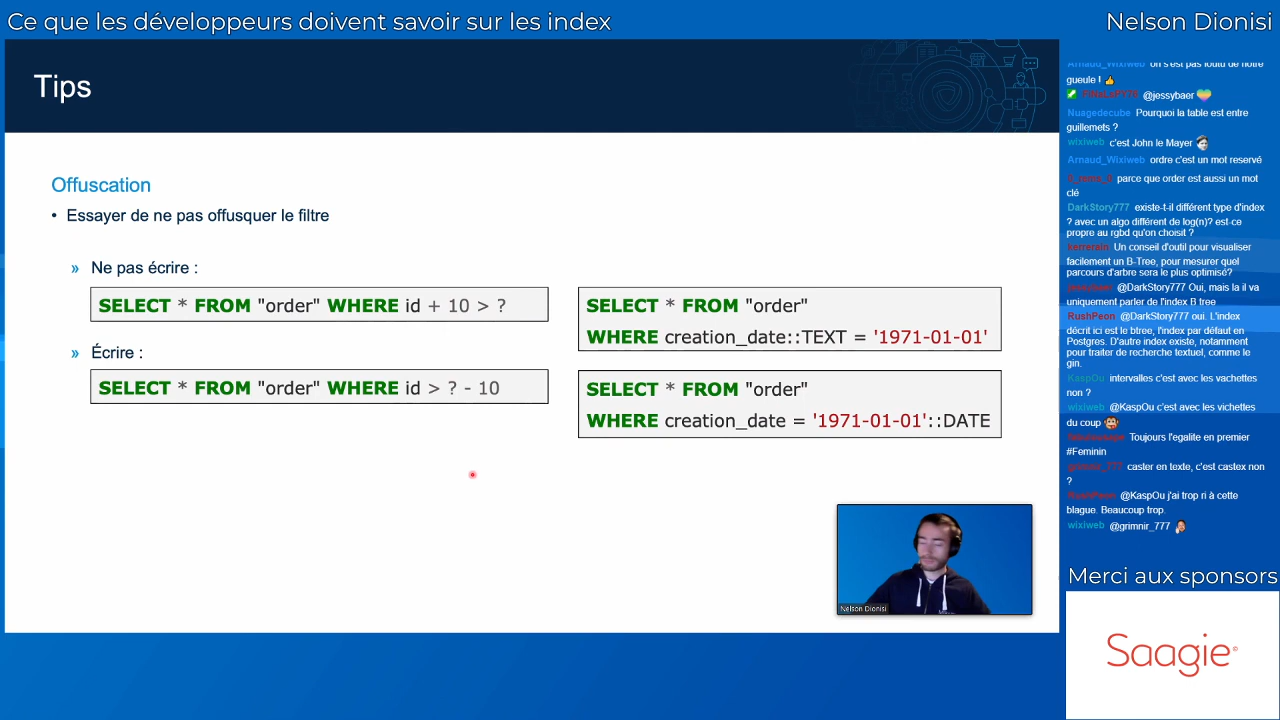 Ce que les développeurs doivent savoir sur les index
Nelson Dionisi
Tips
Offuscation
• Essayer de ne pas offusquer le filtre
» Ne pas écrire :
SELECT * FROM "order" WHERE id + 10 > ?
» Écrire :
SELECT * FROM "order" WHERE id > ? - 10
SELECT * FROM "order"
WHERE creation_date::TEXT = '1971-01-01'
SELECT * FROM "order"
WHERE creation_date = '1971-01-01'::DATE
Nelson Dionisi
Arnaud_Wixiweb on s'est pas foutu de notre
gueule !
@jessybaer
Nuagedecube Pourquoi la table est entre
guillemets ?
wixiweb c'est John le Mayer
Arnaud_Wixiweb ordre c'est un mot reservé
parce que order est aussi un mot
clé
DarkStory777 existe-t-il différent type d'index
? avec un algo différent de log(n)? est-ce
propre au rgbd qu'on choisit ?
Un conseil d'outil pour visualiser
facilement un B-Tree, pour mesurer quel
parcours d'arbre sera le plus optimisé?
@DarkStory777 Oui, mais la il va
uniquement parler de l'index B tree
RushPeon @DarkStory777 oui. L'index
décrit ici est le btree, l'index par défaut en
Postgres. D'autre index existe, notamment
pour traiter de recherche textuel, comme le
gin.
KaspOu intervalles c'est avec les vachettes
non ?
wixiweb @KaspOu c'est avec les vichettes
du coup
Toujours l'egalite en premier
#Feminin
grimnir_777 caster en texte, c'est castex non
?
RushPeon @KaspOu j'ai trop ri à cette
blague. Beaucoup trop.
wixiweb @grimnir_777
Merci aux sponsors
Saagie